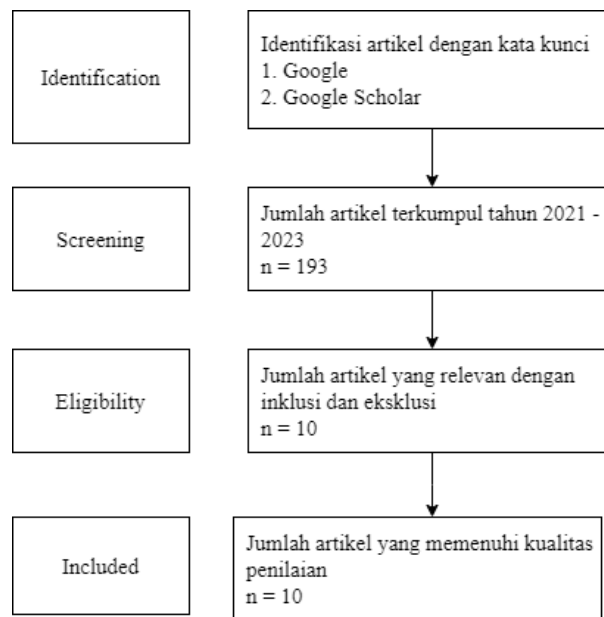 Identification
Identifikasi artikel dengan kata kunci
1. Google
2. Google Scholar
Screening
Jumlah artikel terkumpul tahun 2021 -
2023
n = 193
Eligibility
Jumlah artikel yang relevan dengan
inklusi dan eksklusi
n = 10
Included
Jumlah artikel yang memenuhi kualitas
penilaian
n = 10